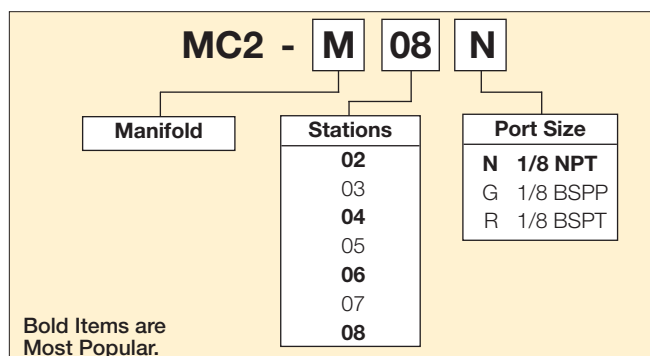 MC2 - M 08 N
Manifold
Stations
02
03
04
05
06
07
08
Port Size
N 1/8 NPT
G 1/8 BSPP
R 1/8 BSPT
Bold Items are
Most Popular.